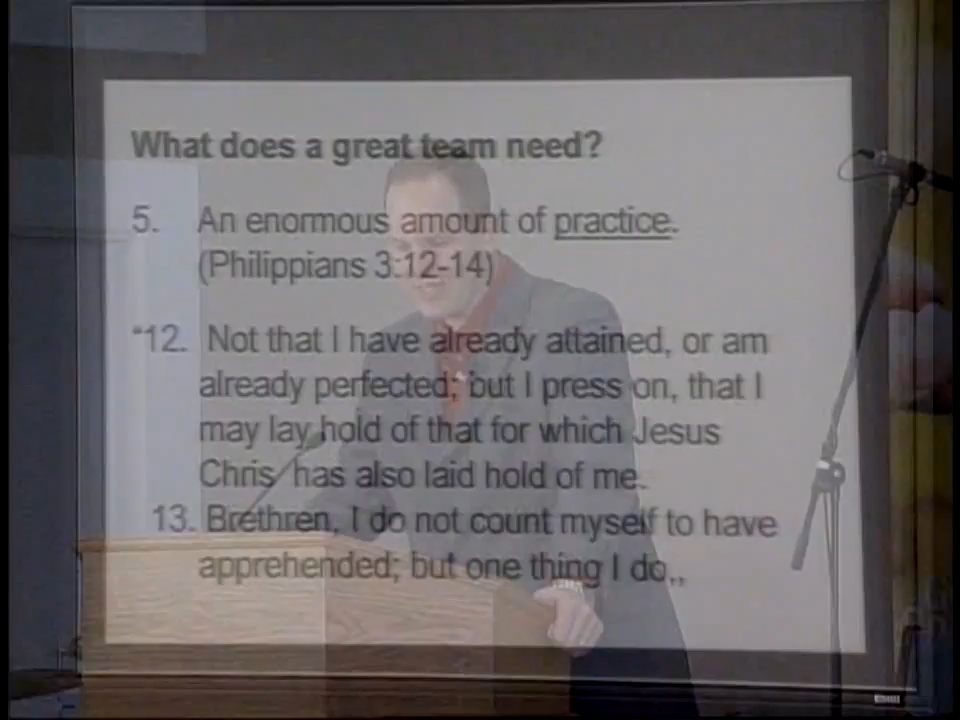 What does a great team need?
5. An enormous amount of practice.
(Philippians 3:12-14)
"12. Not that I have already attained, or am
already perfected; but I press on, that I
may lay hold of that for which Jesus
Chris has also laid hold of me.
13. Brethren, I do not count myself to have
apprehended; but one thing I do,,